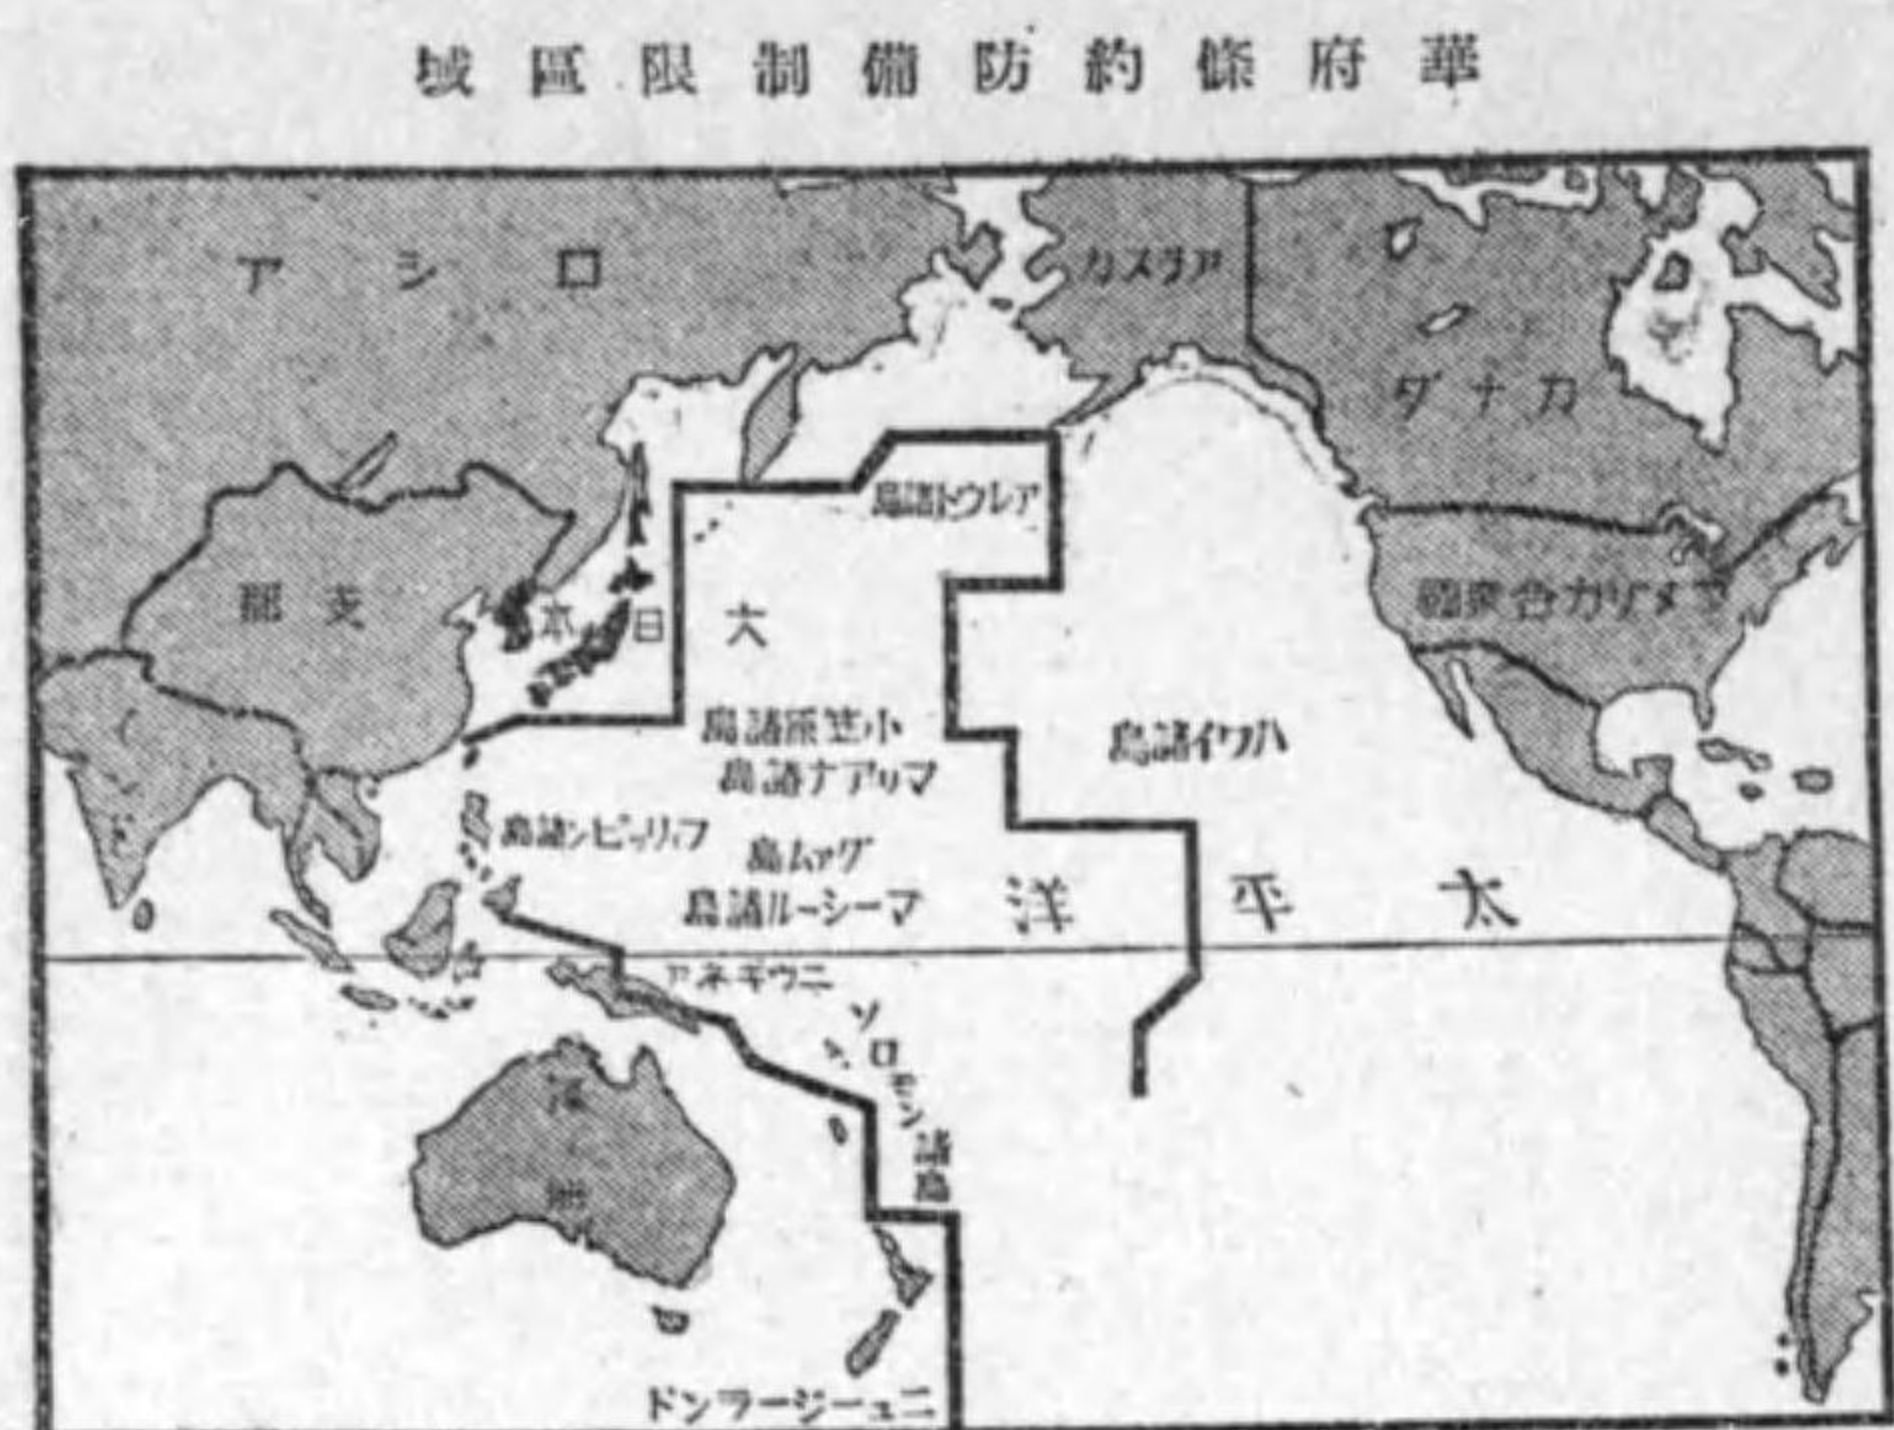 華府條約防備制限區域
ロシア
アラスカ
カナダ
アレウト諸島
支那
大日本
アメリカ合衆國
小笠原諸島
マリアナ諸島
ハワイ諸島
フィリッピン諸島
グァム島
マーシール諸島
太平洋
ニウギネア
ソロモン諸島
濠洲
ニュージーランド